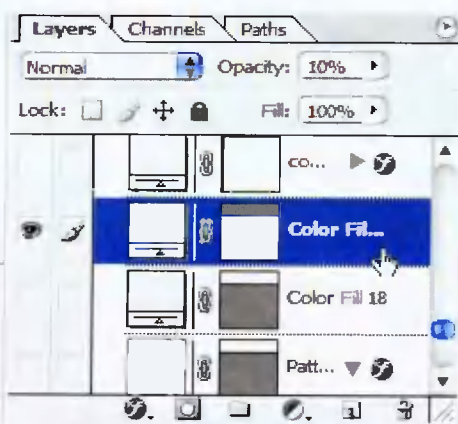 Layers Channels Paths
Normal Opacity: 10%
Lock: Fill: 100%
co...
Color Fil...
Color Fill 18
Patt...